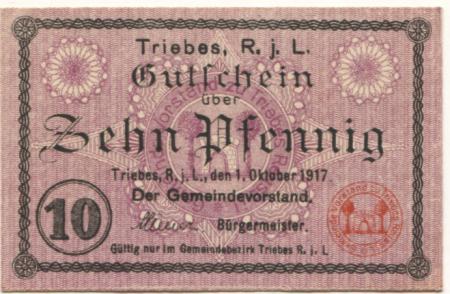 Triebes, R. j. L.
Gutschein
über
Zehn Pfennig
Triebes, R. j. L., den 1. Oktober 1917.
Der Gemeindevorstand.
Bürgermeister.
10
Gültig nur im Gemeindebezirk Triebes R. j. L.